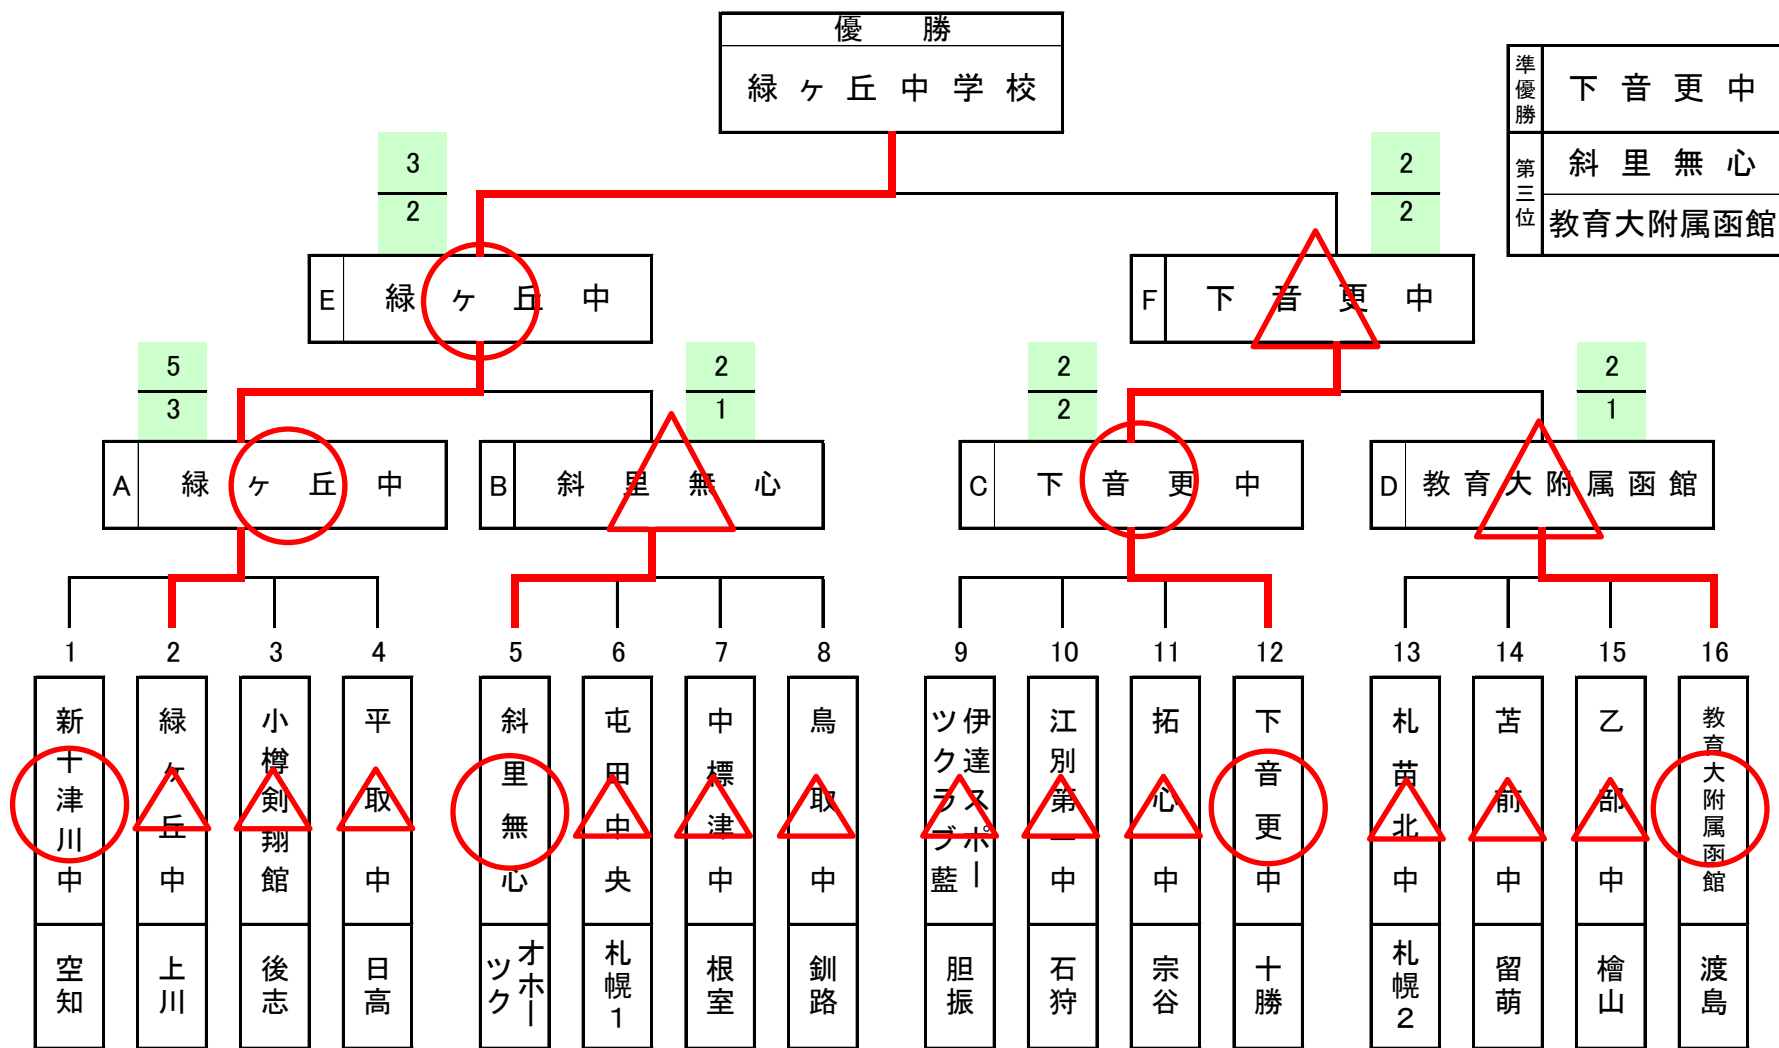 優勝
緑ヶ丘中学校
準優勝
下音更中
第三位
斜里無心
教育大附属函館
3
2
2
2
E
緑ヶ丘中
F
下音更中
5
3
2
1
2
2
2
1
A
緑ヶ丘中
B
斜里無心
C
下音更中
D
教育大附属函館
1
2
3
4
5
6
7
8
9
10
11
12
13
14
15
16
新十津川中
緑ヶ丘中
小樽剣翔館
平取中
斜里無心
屯田中央
中標津中
鳥取中
伊達スポー
ツクラブ藍
江別第 中
拓心中
下音更中
札苗北中
苫前中
乙部中
教育大附属函館
空知
上川
後志
日高
オホー
ツク
札幌1
根室
釧路
胆振
石狩
宗谷
十勝
札幌2
留萌
檜山
渡島